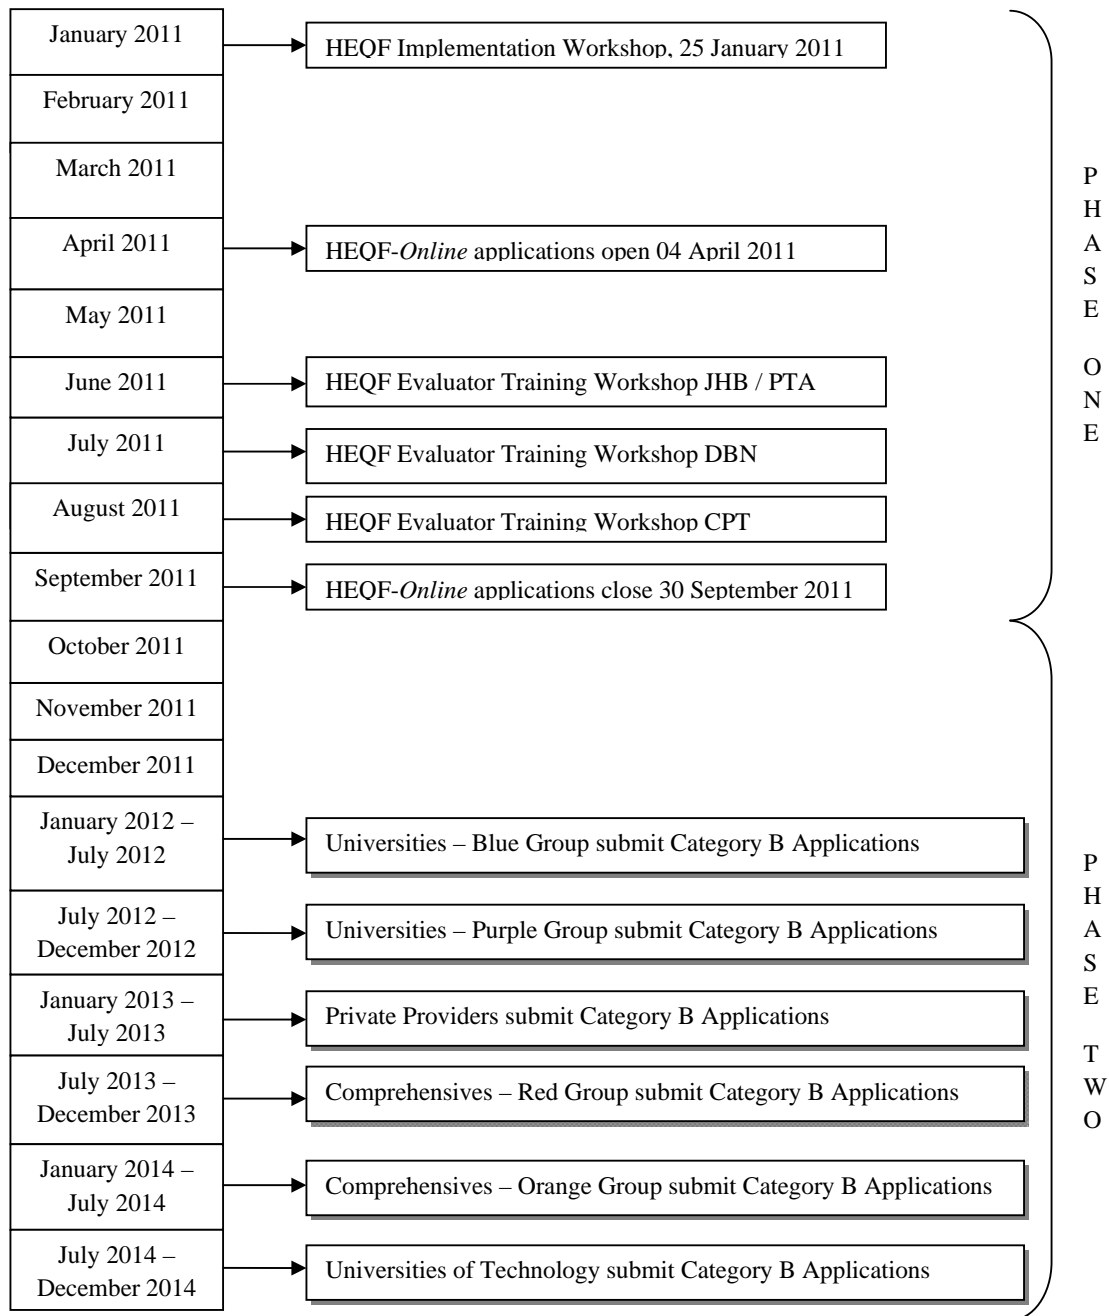 January 2011
HEQF Implementation Workshop, 25 January 2011
February 2011
March 2011
April 2011
HEQF-Online applications open 04 April 2011
May 2011
June 2011
HEQF Evaluator Training Workshop JHB / PTA
July 2011
HEQF Evaluator Training Workshop DBN
August 2011
HEQF Evaluator Training Workshop CPT
September 2011
HEQF-Online applications close 30 September 2011
PHASE ONE
October 2011
November 2011
December 2011
January 2012 –
July 2012
Universities – Blue Group submit Category B Applications
July 2012 –
December 2012
Universities – Purple Group submit Category B Applications
January 2013 –
July 2013
Private Providers submit Category B Applications
July 2013 –
December 2013
Comprehensives – Red Group submit Category B Applications
January 2014 –
July 2014
Comprehensives – Orange Group submit Category B Applications
July 2014 –
December 2014
Universities of Technology submit Category B Applications
PHASE TWO